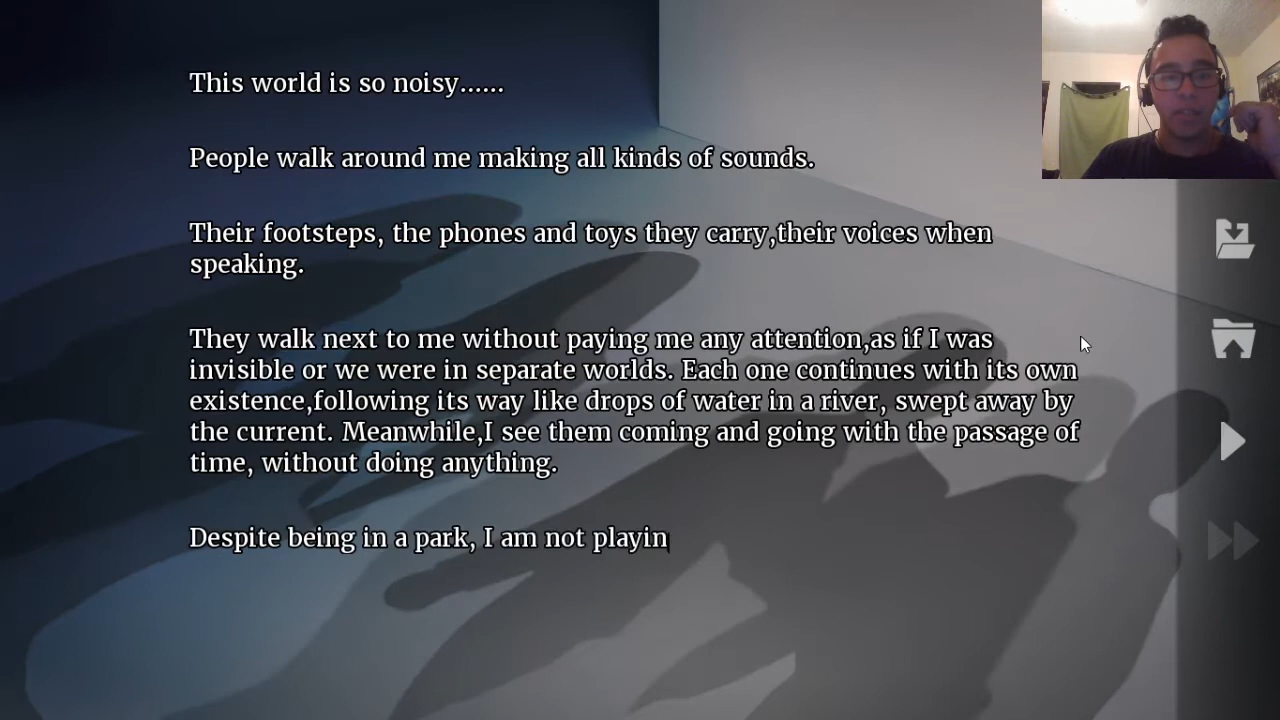 This world is so noisy......
People walk around me making all kinds of sounds.
Their footsteps, the phones and toys they carry,their voices when
speaking.
They walk next to me without paying me any attention,as if I was
invisible or we were in separate worlds. Each one continues with its own
existence,following its way like drops of water in a river, swept away by
the current. Meanwhile,I see them coming and going with the passage of
time, without doing anything.
Despite being in a park, I am not playin